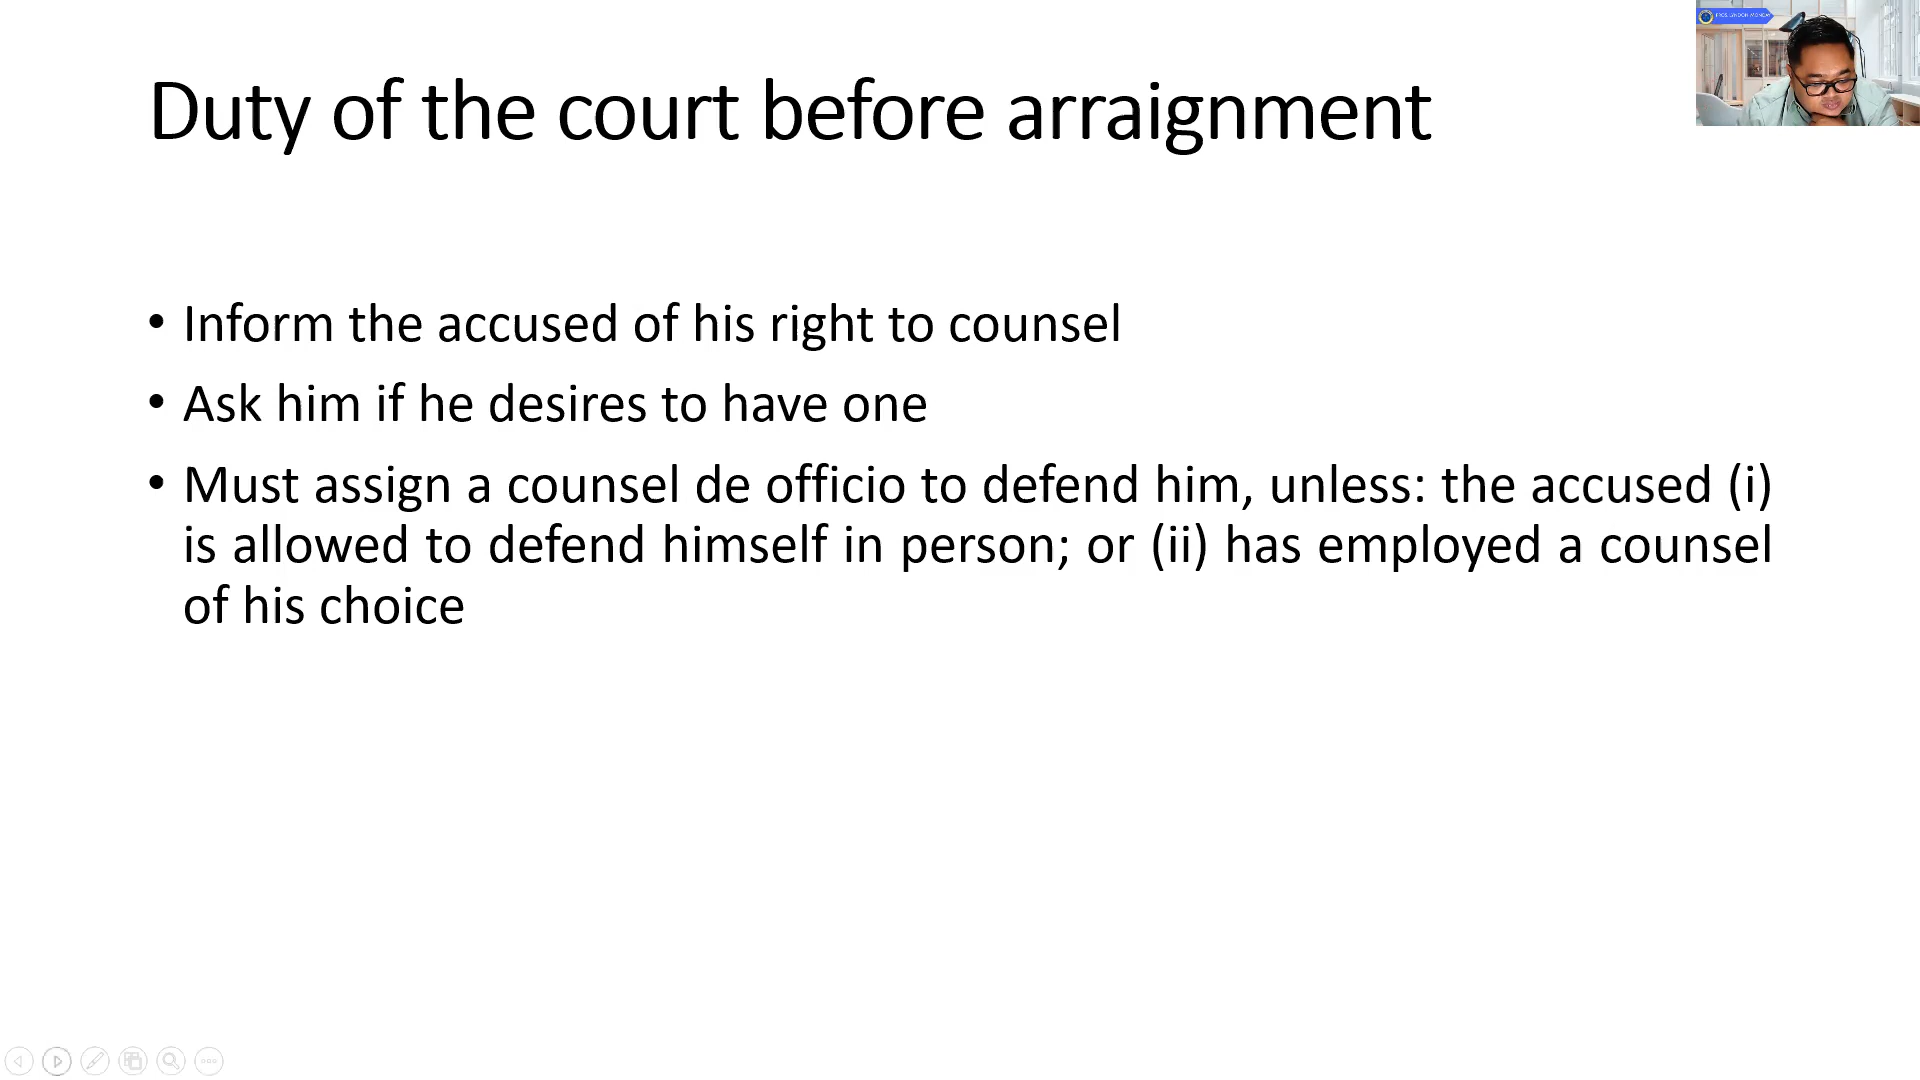 Duty of the court before arraignment
• Inform the accused of his right to counsel
• Ask him if he desires to have one
• Must assign a counsel de officio to defend him, unless: the accused (i)
is allowed to defend himself in person; or (ii) has employed a counsel
of his choice